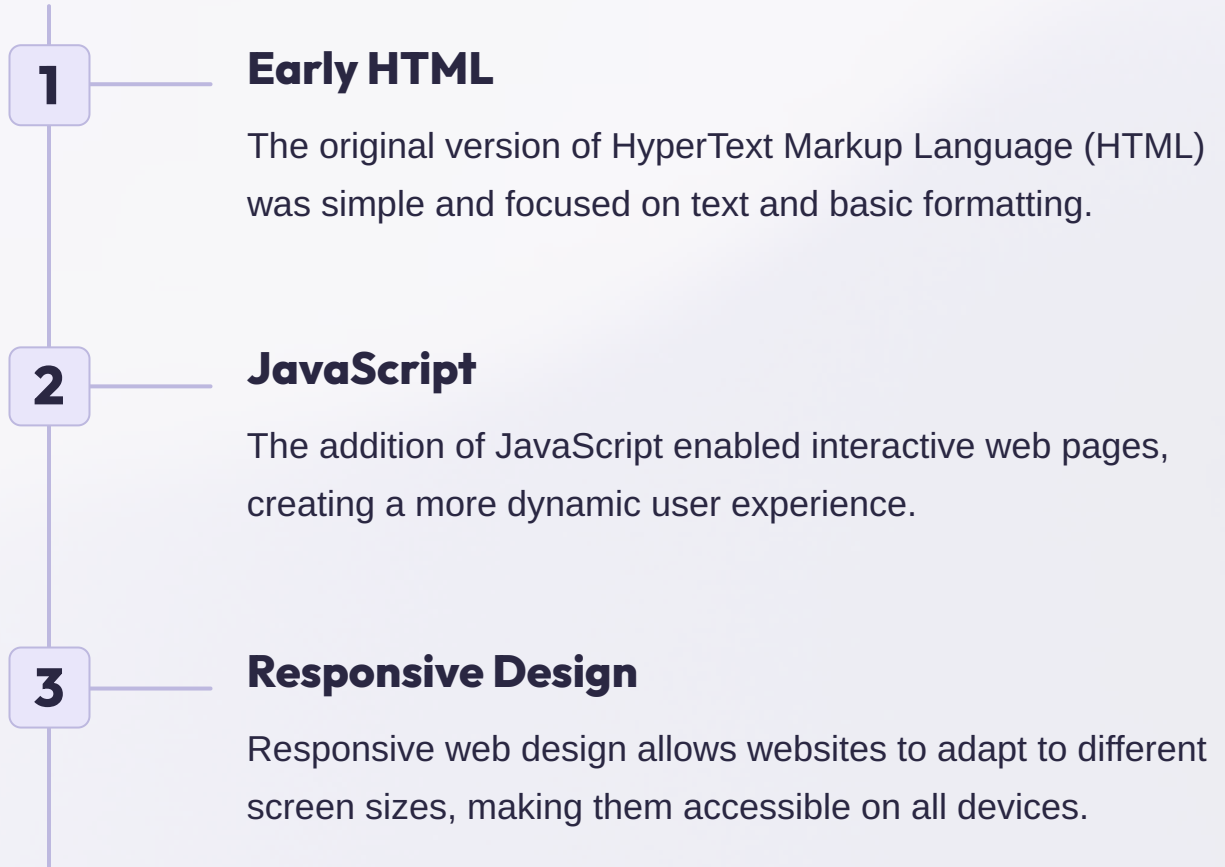 1
Early HTML
The original version of HyperText Markup Language (HTML)
was simple and focused on text and basic formatting.
2
JavaScript
The addition of JavaScript enabled interactive web pages,
creating a more dynamic user experience.
3
Responsive Design
Responsive web design allows websites to adapt to different
screen sizes, making them accessible on all devices.